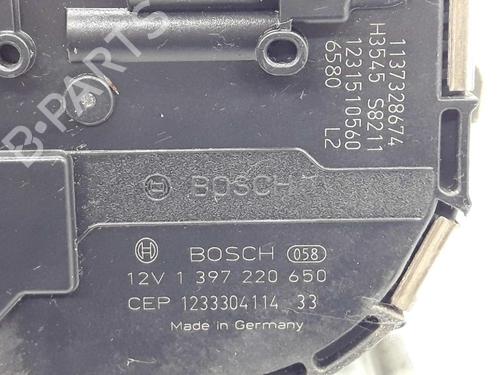 1137328674
H3545 S8211
1231510560
6580 L2
B-PARTS
BOSCH
BOSCH 058
12V 1 397 220 650
CEP 1233304114 33
Made in Germany